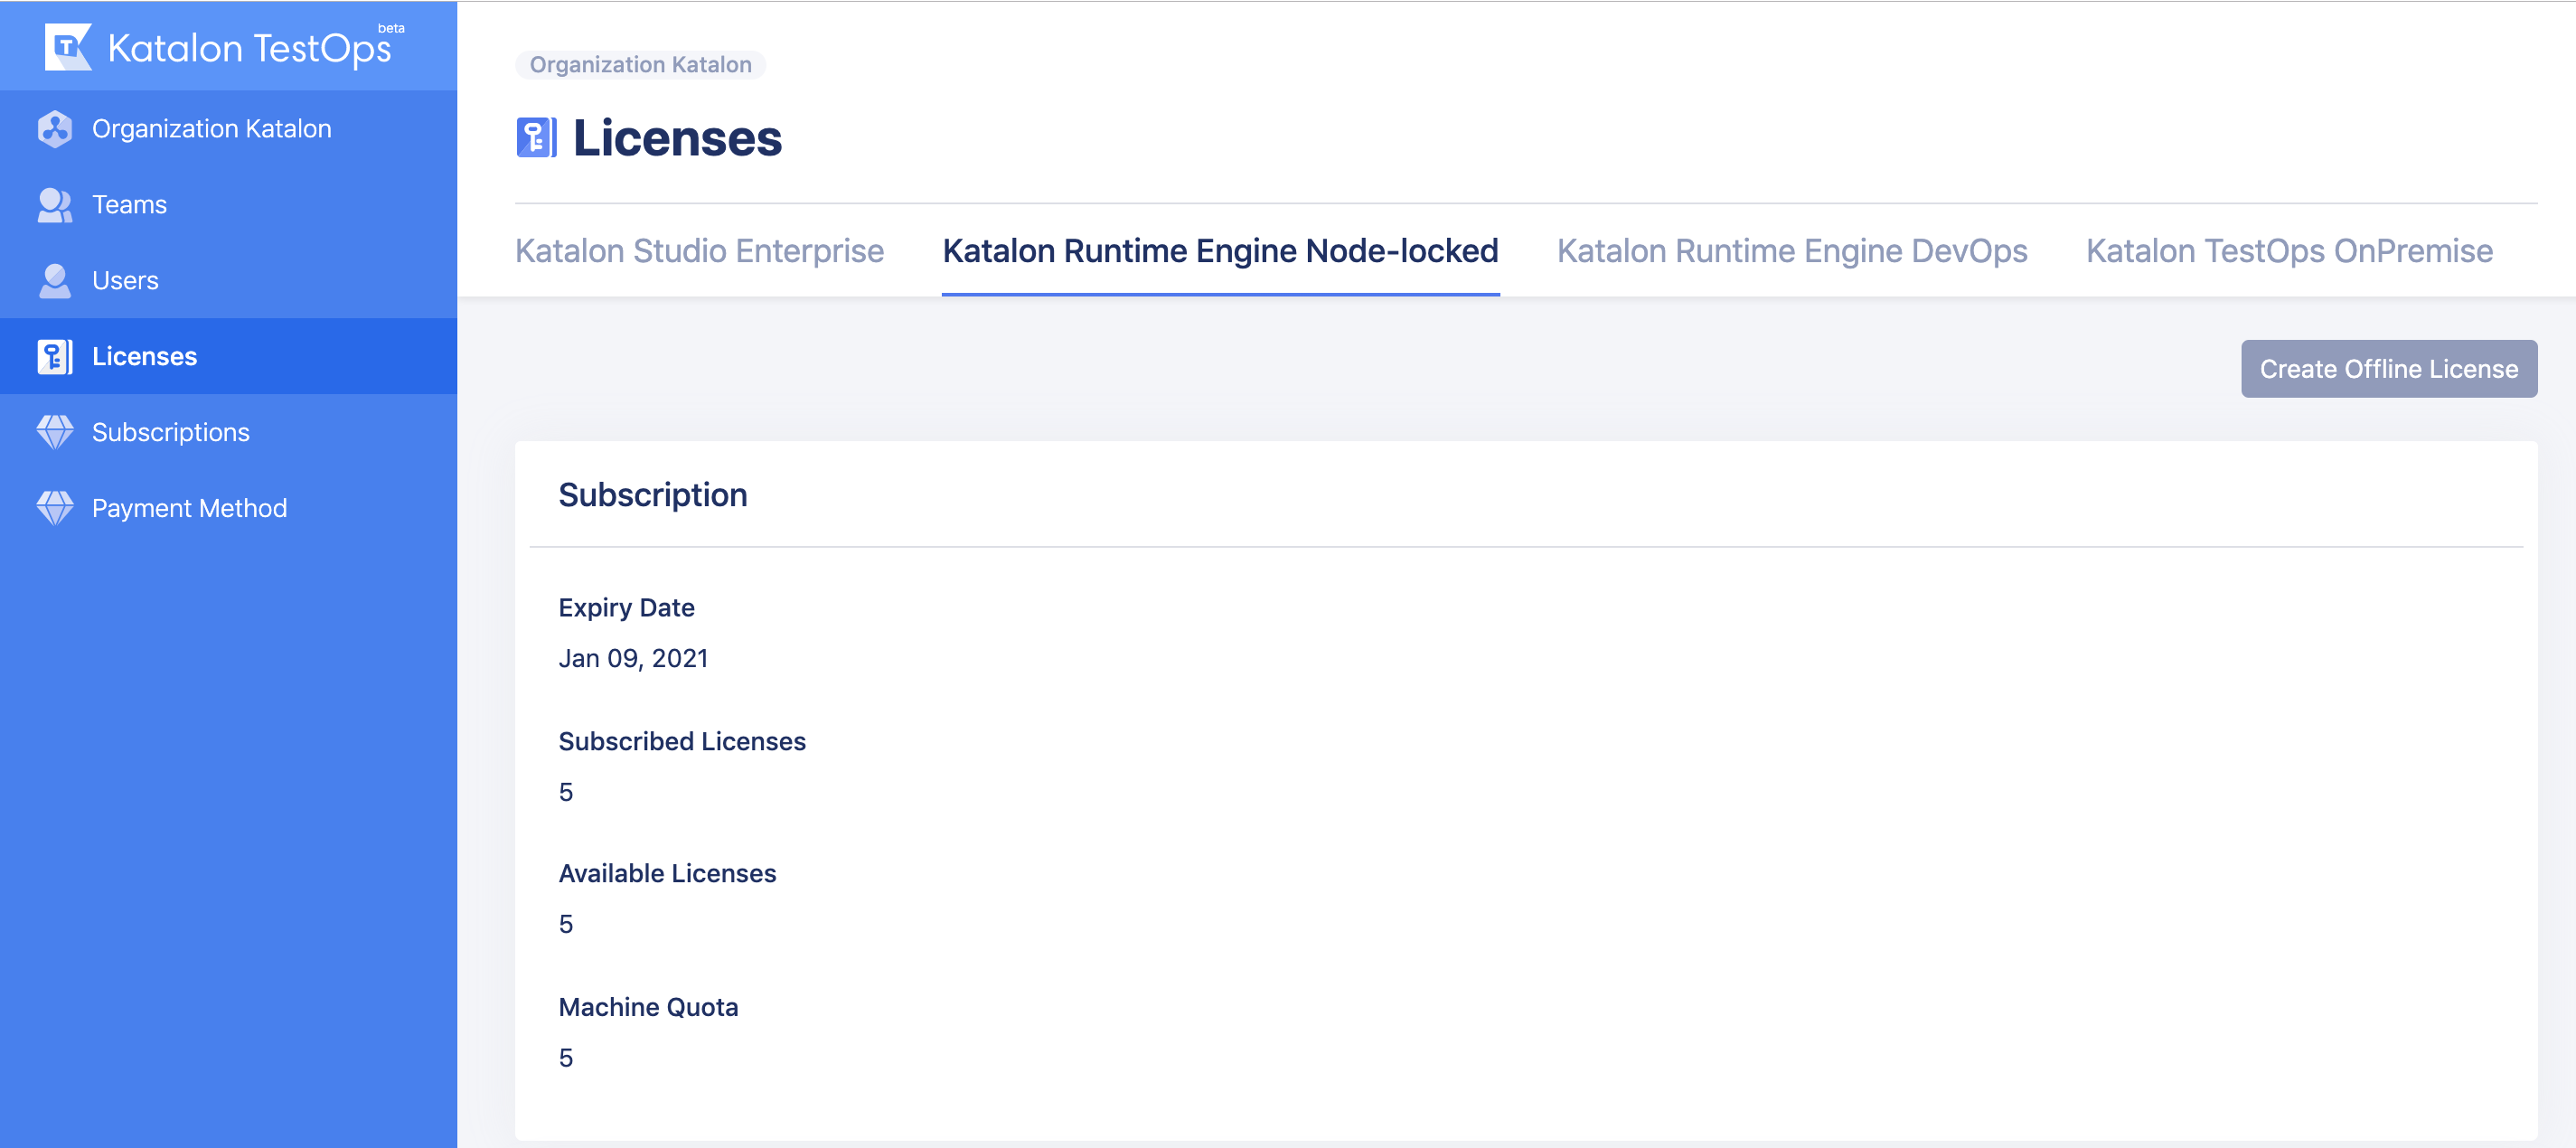 Katalon TestOps beta
Organization Katalon
Teams
Users
Licenses
Subscriptions
Payment Method
Organization Katalon
Licenses
Katalon Studio Enterprise Katalon Runtime Engine Node-locked Katalon Runtime Engine DevOps Katalon TestOps OnPremise
Create Offline License
Subscription
Expiry Date
Jan 09, 2021
Subscribed Licenses
5
Available Licenses
5
Machine Quota
5